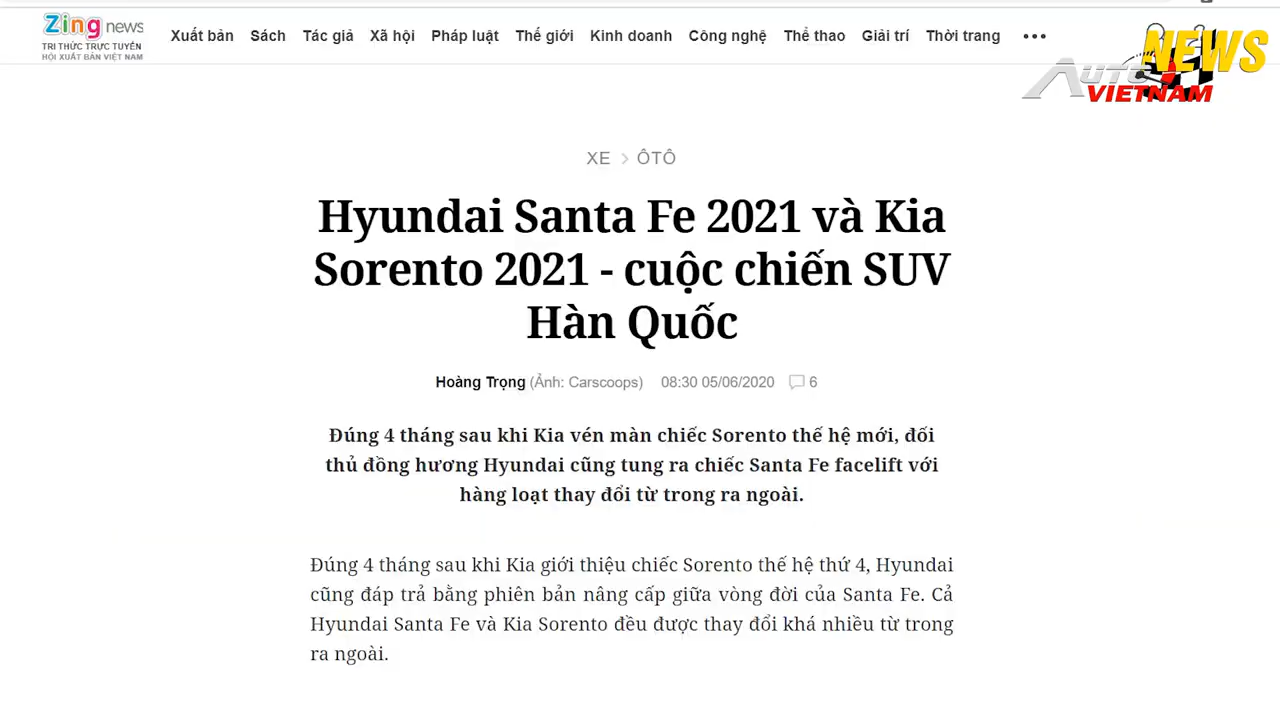 Zing news
TRI THỨC TRỰC TUYẾN
HỘI XUẤT BẢN VIỆT NAM
Xuất bản Sách Tác giả Xã hội Pháp luật Thế giới Kinh doanh Công nghệ Thể thao Giải trí Thời trang •••
NEWS
AUTO
VIETNAM
XE > ÔTÔ
Hyundai Santa Fe 2021 và Kia
Sorento 2021 - cuộc chiến SUV
Hàn Quốc
Hoàng Trọng (Ảnh: Carscoops) 08:30 05/06/2020 6
Đúng 4 tháng sau khi Kia vén màn chiếc Sorento thế hệ mới, đối
thủ đồng hương Hyundai cũng tung ra chiếc Santa Fe facelift với
hàng loạt thay đổi từ trong ra ngoài.
Đúng 4 tháng sau khi Kia giới thiệu chiếc Sorento thế hệ thứ 4, Hyundai
cũng đáp trả bằng phiên bản nâng cấp giữa vòng đời của Santa Fe. Cả
Hyundai Santa Fe và Kia Sorento đều được thay đổi khá nhiều từ trong
ra ngoài.